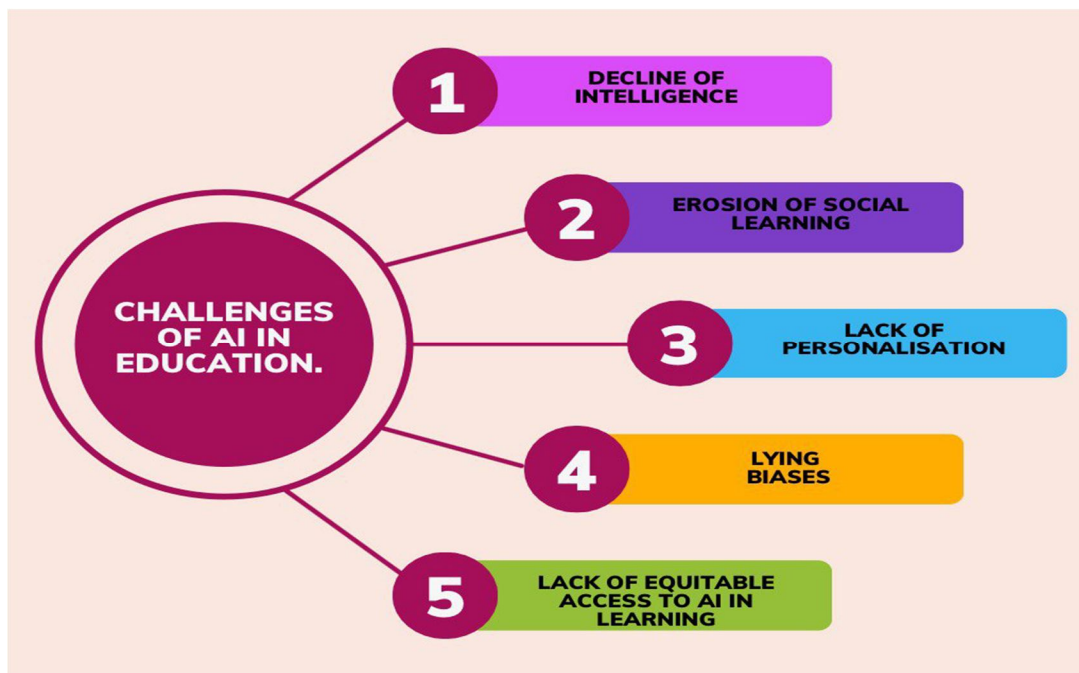 CHALLENGES
OF AI IN
EDUCATION.
1
DECLINE OF
INTELLIGENCE
2
EROSION OF SOCIAL
LEARNING
3
LACK OF
PERSONALISATION
4
LYING
BIASES
5
LACK OF EQUITABLE
ACCESS TO AI IN
LEARNING